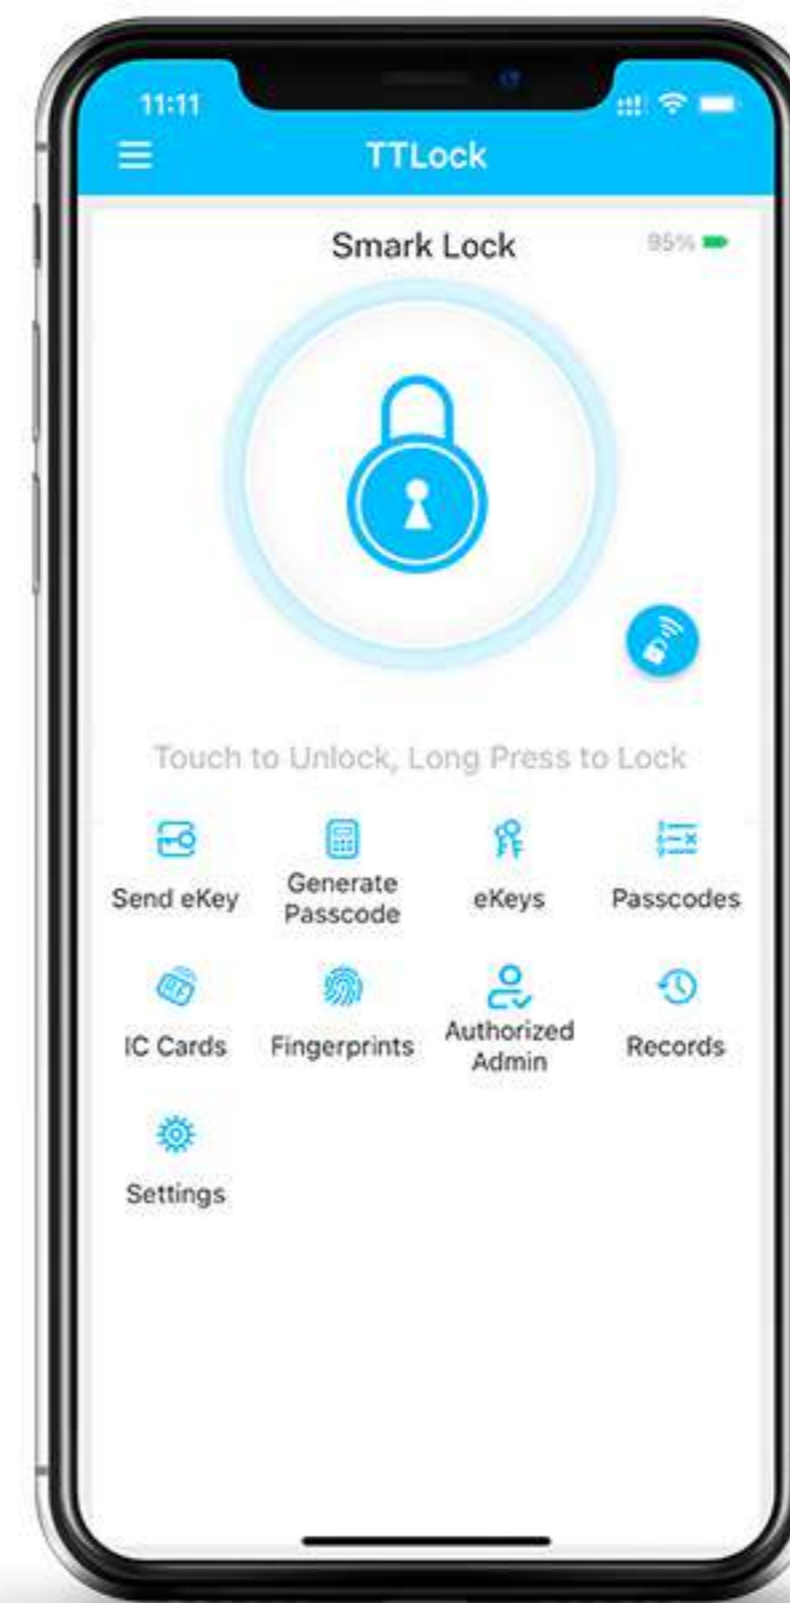 11:11
TTLock
Smark Lock
95%
Touch to Unlock, Long Press to Lock
Send eKey
Generate
Passcode
eKeys
Passcodes
IC Cards
Fingerprints
Authorized
Admin
Records
Settings